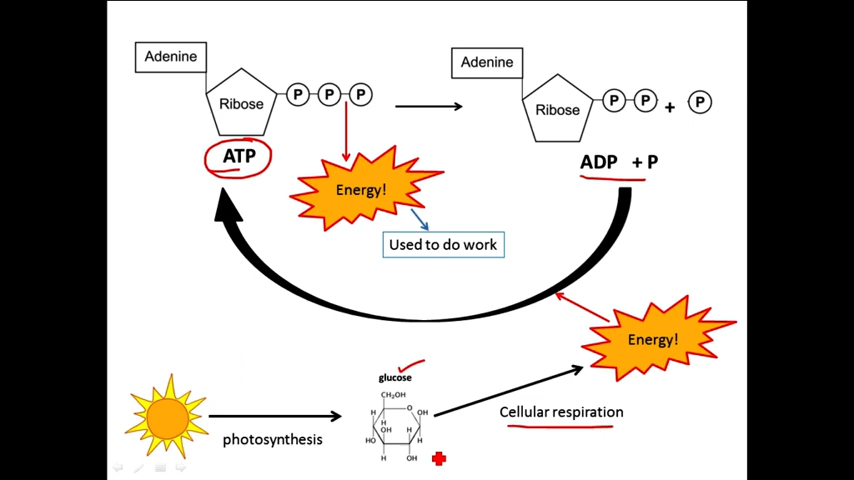 Adenine
Ribose
P
P
P
ATP
Energy!
Used to do work
Adenine
Ribose
P
P
+
P
ADP + P
Energy!
photosynthesis
glucose
CH₂OH
O
H
H
OH
H
OH
H
HO
H
H
OH
Cellular respiration